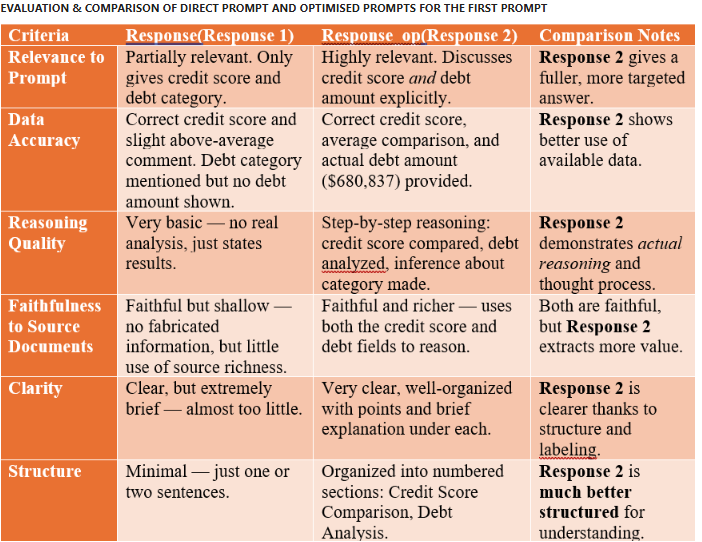 EVALUATION & COMPARISON OF DIRECT PROMPT AND OPTIMISED PROMPTS FOR THE FIRST PROMPT
Criteria
Response(Response 1)
Response_op(Response 2)
Comparison Notes
Relevance to
Prompt
Partially relevant. Only
gives credit score and
debt category.
Highly relevant. Discusses
credit score and debt
amount explicitly.
Response 2 gives a
fuller, more targeted
answer.
Data
Accuracy
Correct credit score and
slight above-average
comment. Debt category
mentioned but no debt
amount shown.
Correct credit score,
average comparison, and
actual debt amount
($680,837) provided.
Response 2 shows
better use of
available data.
Reasoning
Quality
Very basic — no real
analysis, just states
results.
Step-by-step reasoning:
credit score compared, debt
analyzed, inference about
category made.
Response 2
demonstrates actual
reasoning and
thought process.
Faithfulness
to Source
Documents
Faithful but shallow —
no fabricated
information, but little
use of source richness.
Faithful and richer — uses
both the credit score and
debt fields to reason.
Both are faithful,
but Response 2
extracts more value.
Clarity
Clear, but extremely
brief — almost too little.
Very clear, well-organized
with points and brief
explanation under each.
Response 2 is
clearer thanks to
structure and
labeling.
Structure
Minimal — just one or
two sentences.
Organized into numbered
sections: Credit Score
Comparison, Debt
Analysis.
Response 2 is
much better
structured for
understanding.